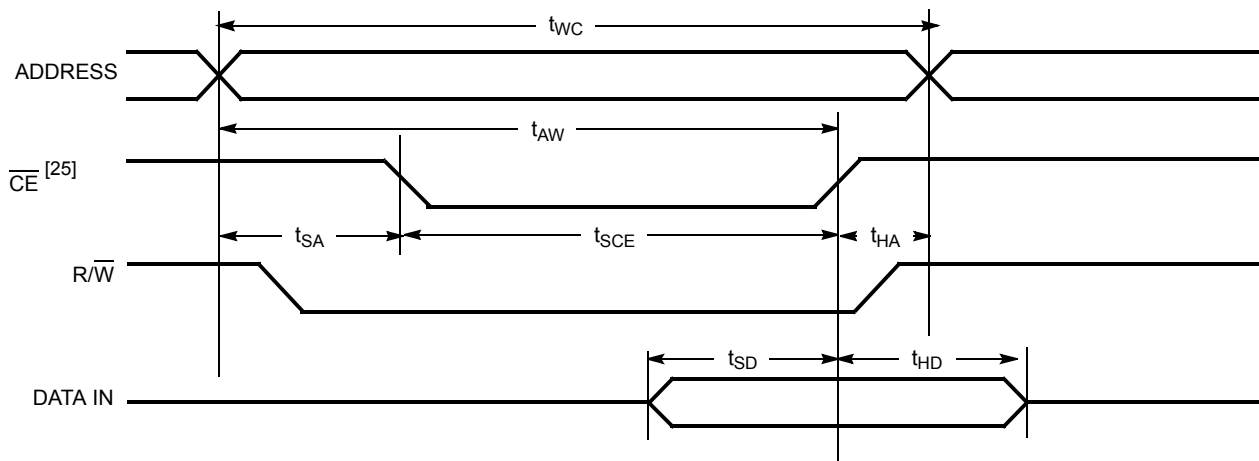 tWC
ADDRESS
tAW
CE [25]
tSA
tSCE
tHA
R/W
tSD
tHD
DATA IN